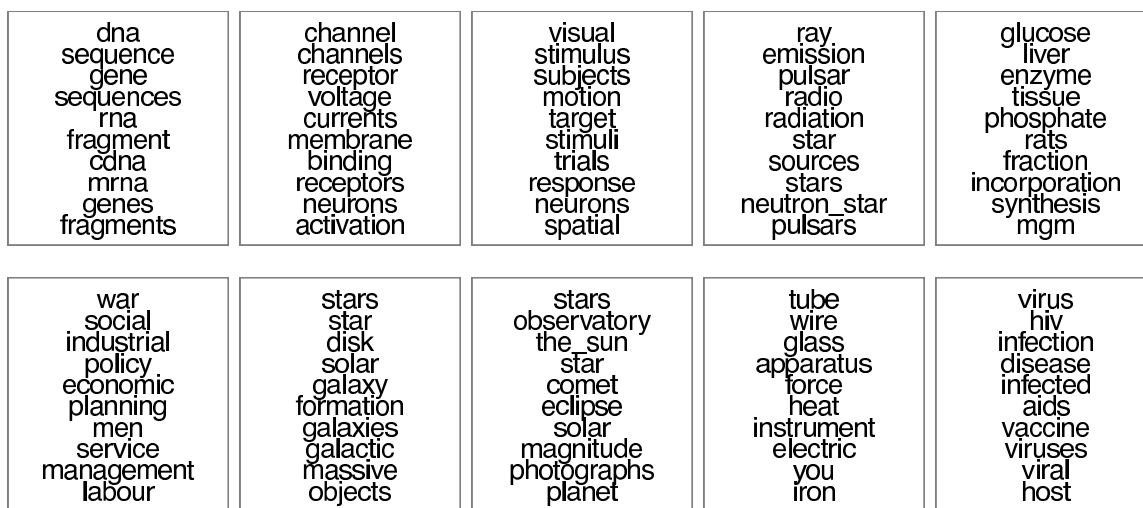 dna
sequence
gene
sequences
rna
fragment
cdna
mrna
genes
fragments
channel
channels
receptor
voltage
currents
membrane
binding
receptors
neurons
activation
visual
stimulus
subjects
motion
target
stimuli
trials
response
neurons
spatial
ray
emission
pulsar
radio
radiation
star
sources
stars
neutron_star
pulsars
glucose
liver
enzyme
tissue
phosphate
rats
fraction
incorporation
synthesis
mgm
war
social
industrial
policy
economic
planning
men
service
management
labour
stars
star
disk
solar
galaxy
formation
galaxies
galactic
massive
objects
stars
observatory
the_sun
star
comet
eclipse
solar
magnitude
photographs
planet
tube
wire
glass
apparatus
force
heat
instrument
electric
you
iron
virus
hiv
infection
disease
infected
aids
vaccine
viruses
viral
host